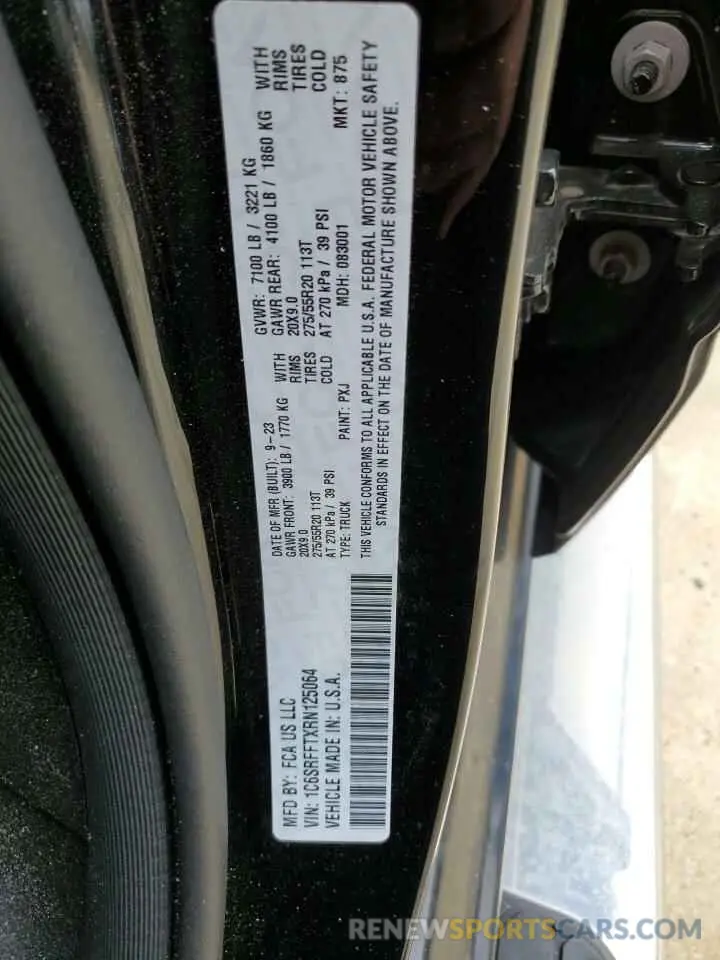 MFD BY: FCA US LLC
VIN: 1C6SRFFTXRN125064
VEHICLE MADE IN: U.S.A.
DATE OF MFR (BUILT): 9-23
GAWR FRONT: 3900 LB / 1770 KG WITH
20X9.0 RIMS
275/55R20 113T TIRES
AT 270 kPa / 39 PSI COLD
TYPE: TRUCK PAINT: PXJ
GVWR: 7100 LB / 3221 KG
GAWR REAR: 4100 LB / 1860 KG WITH
20X9.0 RIMS
275/55R20 113T TIRES
AT 270 kPa / 39 PSI COLD
MDH: 083001 MKT: 875
THIS VEHICLE CONFORMS TO ALL APPLICABLE U.S.A. FEDERAL MOTOR VEHICLE SAFETY
STANDARDS IN EFFECT ON THE DATE OF MANUFACTURE SHOWN ABOVE.
RENEWSPORTSCARS.COM